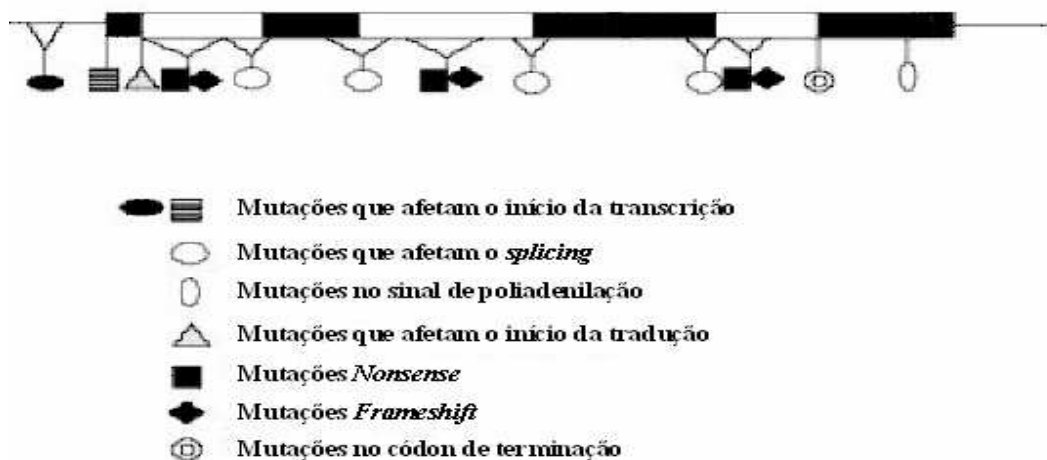 Mutações que afetam o início da transcrição
Mutações que afetam o splicing
Mutações no sinal de poliadenilação
Mutações que afetam o início da tradução
Mutações Nonsense
Mutações Frameshift
Mutações no códon de terminação